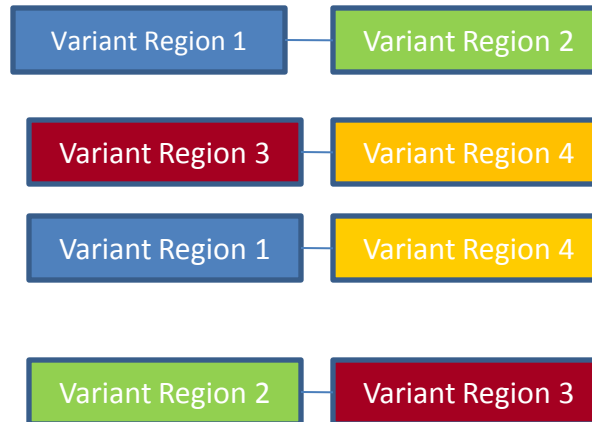 Variant Region 1 Variant Region 2
Variant Region 3 Variant Region 4
Variant Region 1 Variant Region 4
Variant Region 2 Variant Region 3